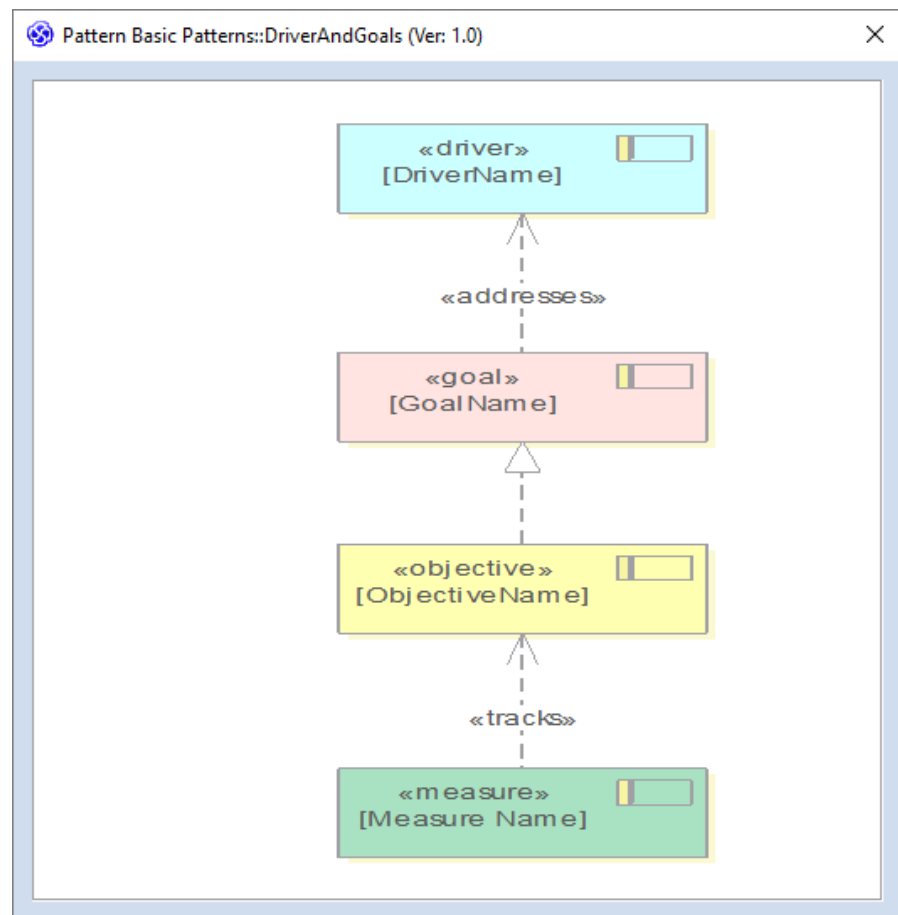 Pattern Basic Patterns::DriverAndGoals (Ver: 1.0)
«driver»
[DriverName]
«addresses»
«goal»
[GoalName]
«objective»
[ObjectiveName]
«tracks»
«measure»
[Measure Name]